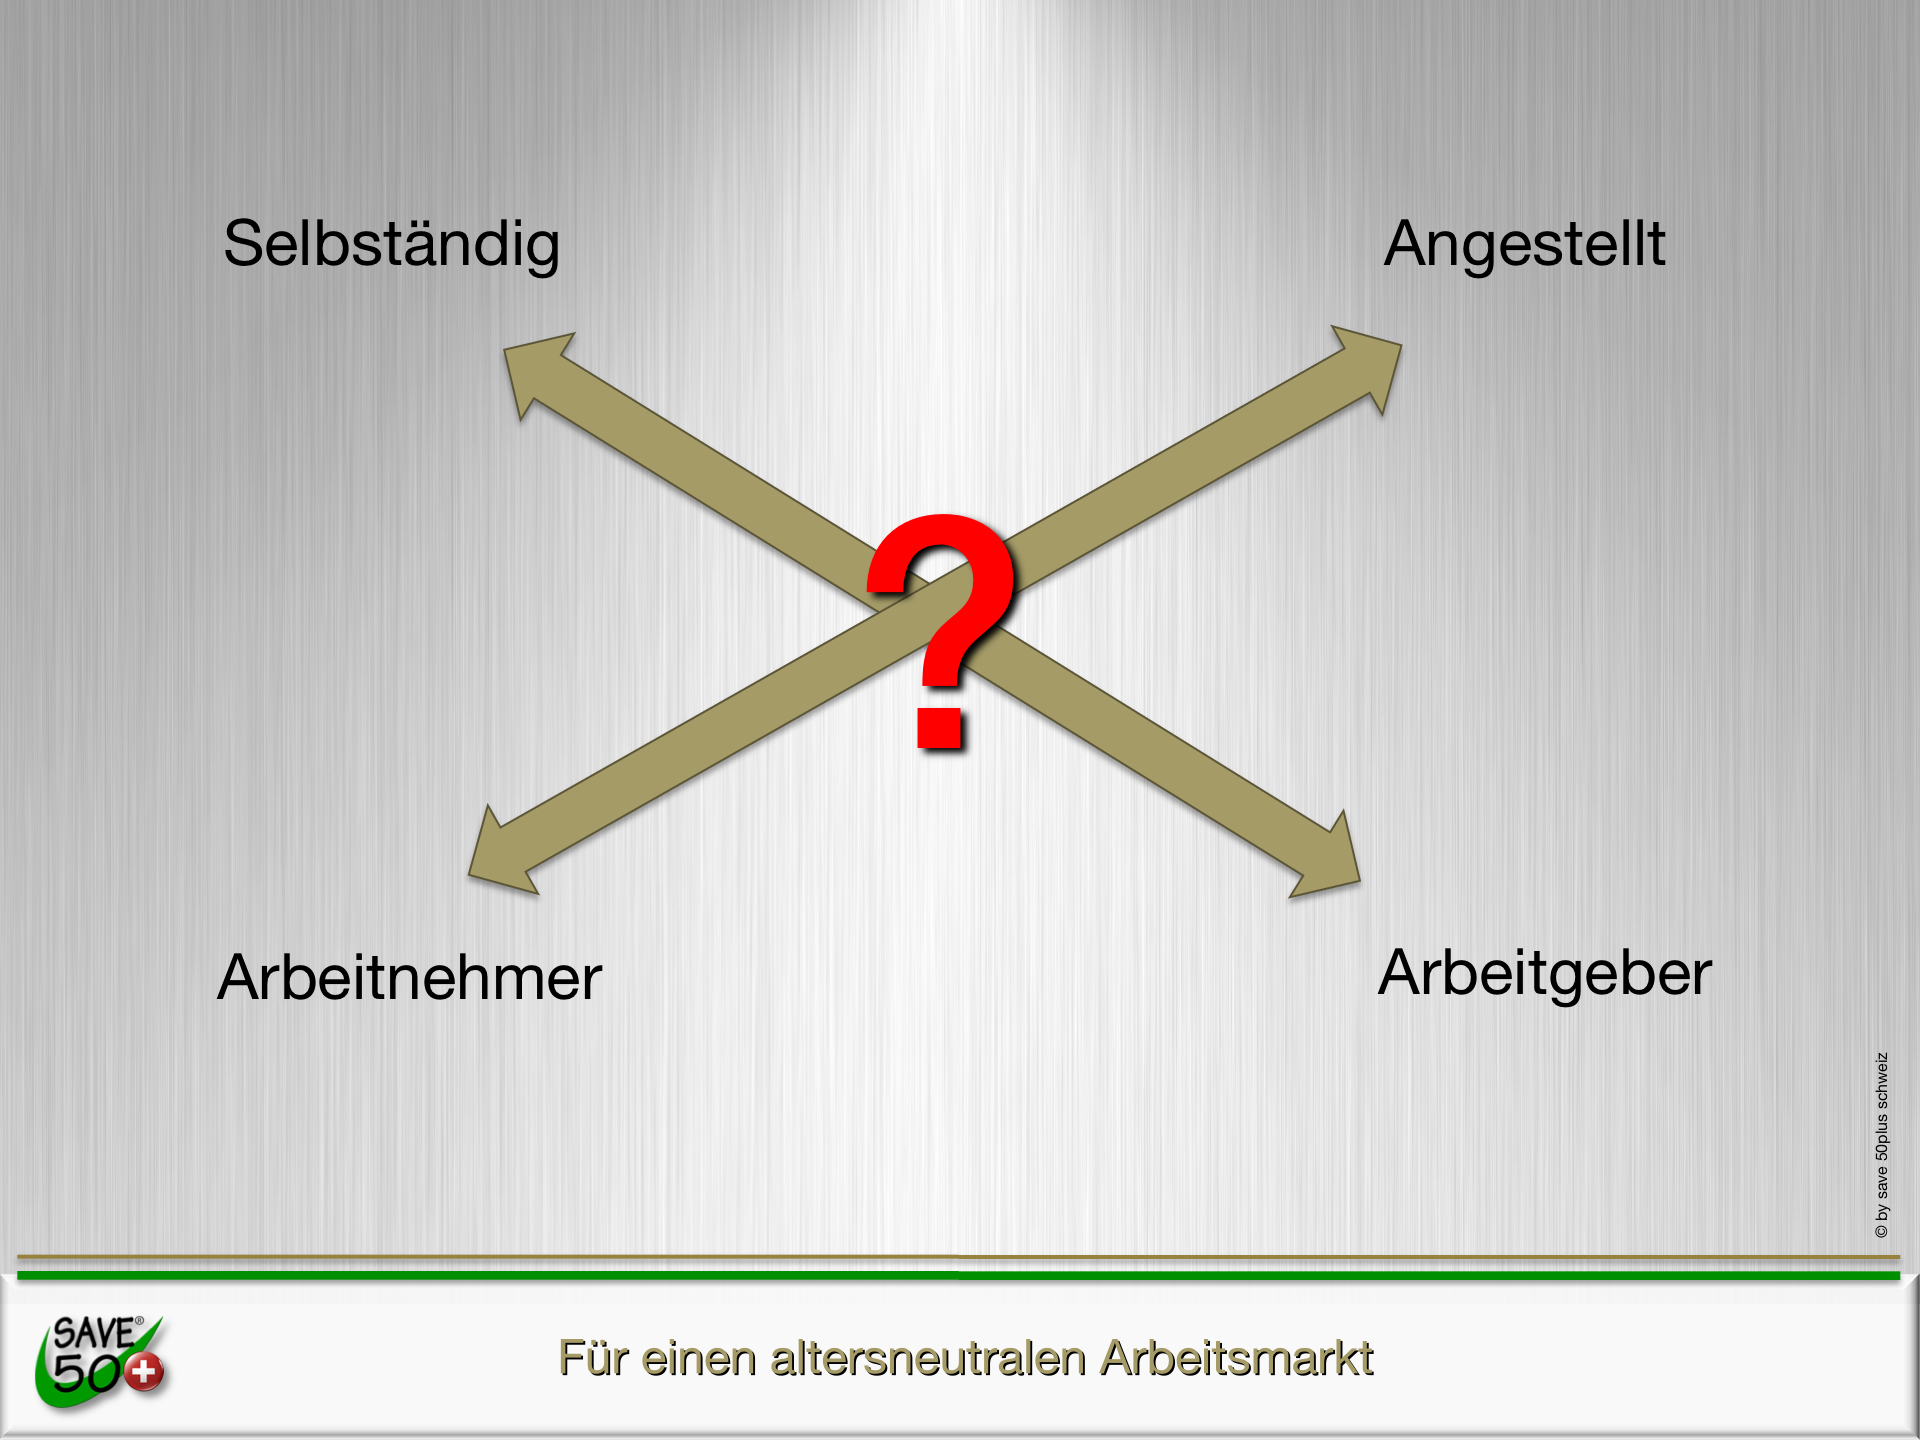 Selbständig
Angestellt
?
Arbeitnehmer
Arbeitgeber
© by save 50plus schweiz
SAVE®
50+
Für einen altersneutralen Arbeitsmarkt